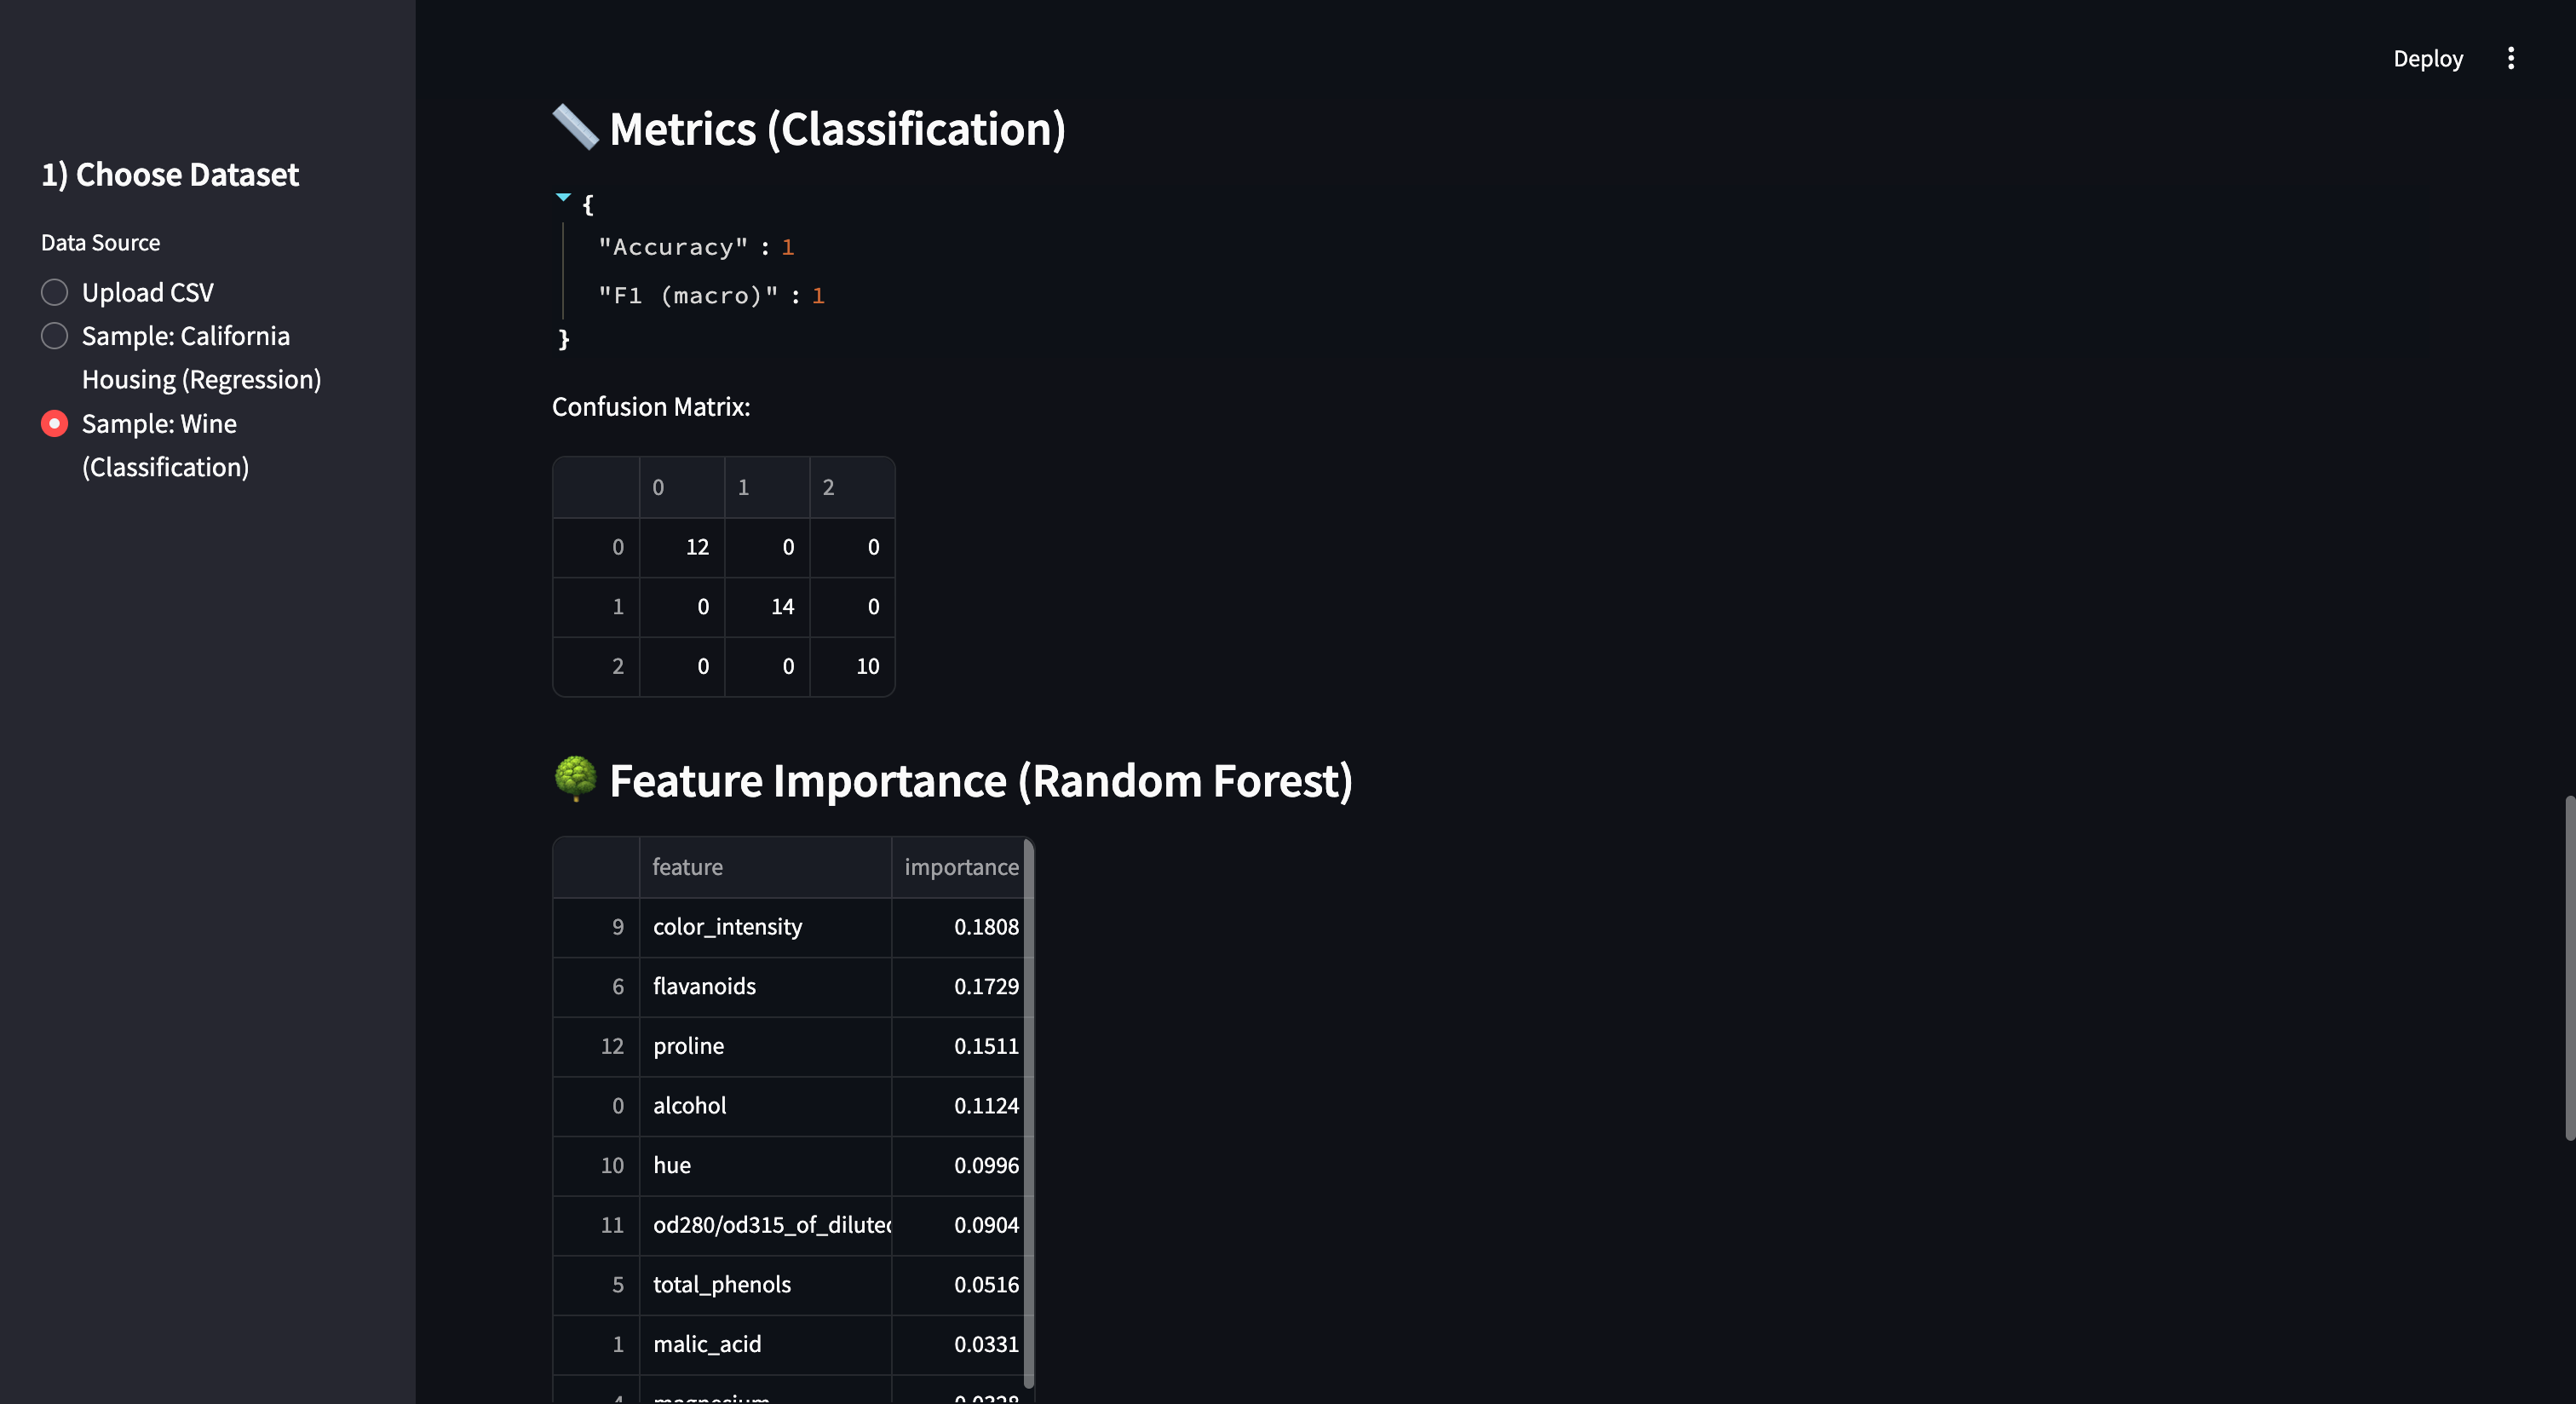 Deploy
1) Choose Dataset
Data Source
Upload CSV
Sample: California
Housing (Regression)
Sample: Wine
(Classification)
Metrics (Classification)
{
"Accuracy" : 1
"F1 (macro)" : 1
}
Confusion Matrix:
0 1 2
0 12 0 0
1 0 14 0
2 0 0 10
Feature Importance (Random Forest)
feature importance
9 color_intensity 0.1808
6 flavanoids 0.1729
12 proline 0.1511
0 alcohol 0.1124
10 hue 0.0996
11 od280/od315_of_diluted 0.0904
5 total_phenols 0.0516
1 malic_acid 0.0331